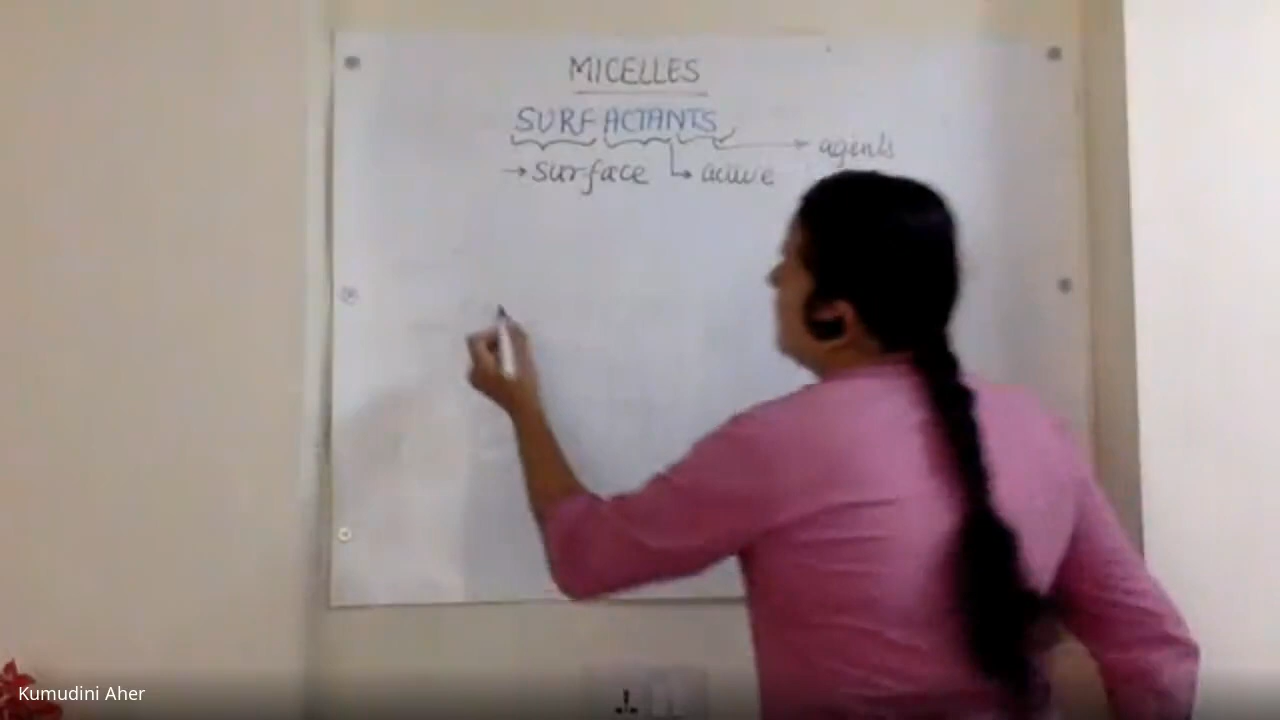 MICELLES
SURFACTANTS
→ agents
→ surface ↳ active
Kumudini Aher